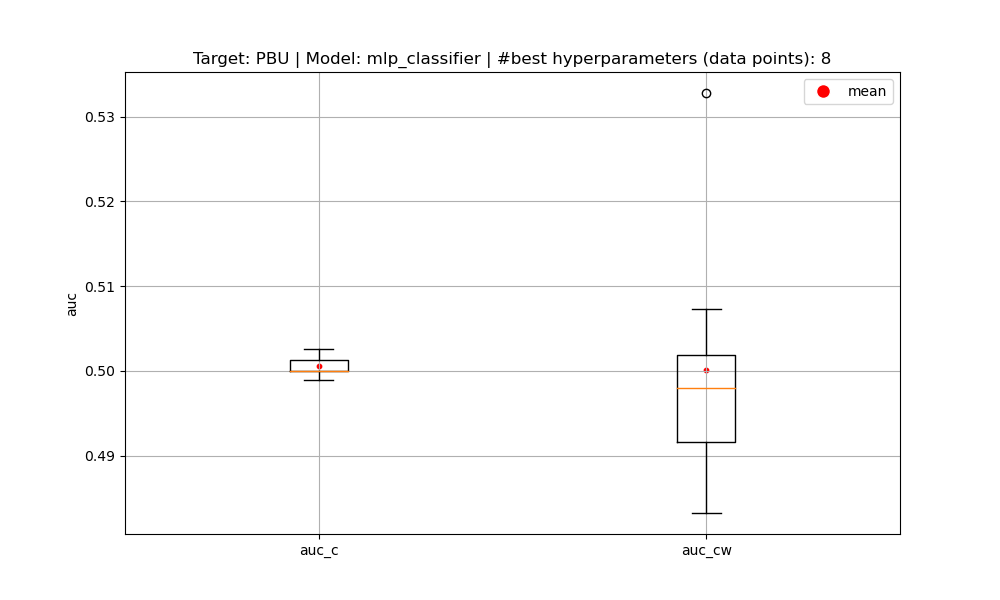 Target: PBU | Model: mlp_classifier | #best hyperparameters (data points): 8
mean
0.53
0.52
0.51
0.50
0.49
auc
auc_c
auc_cw